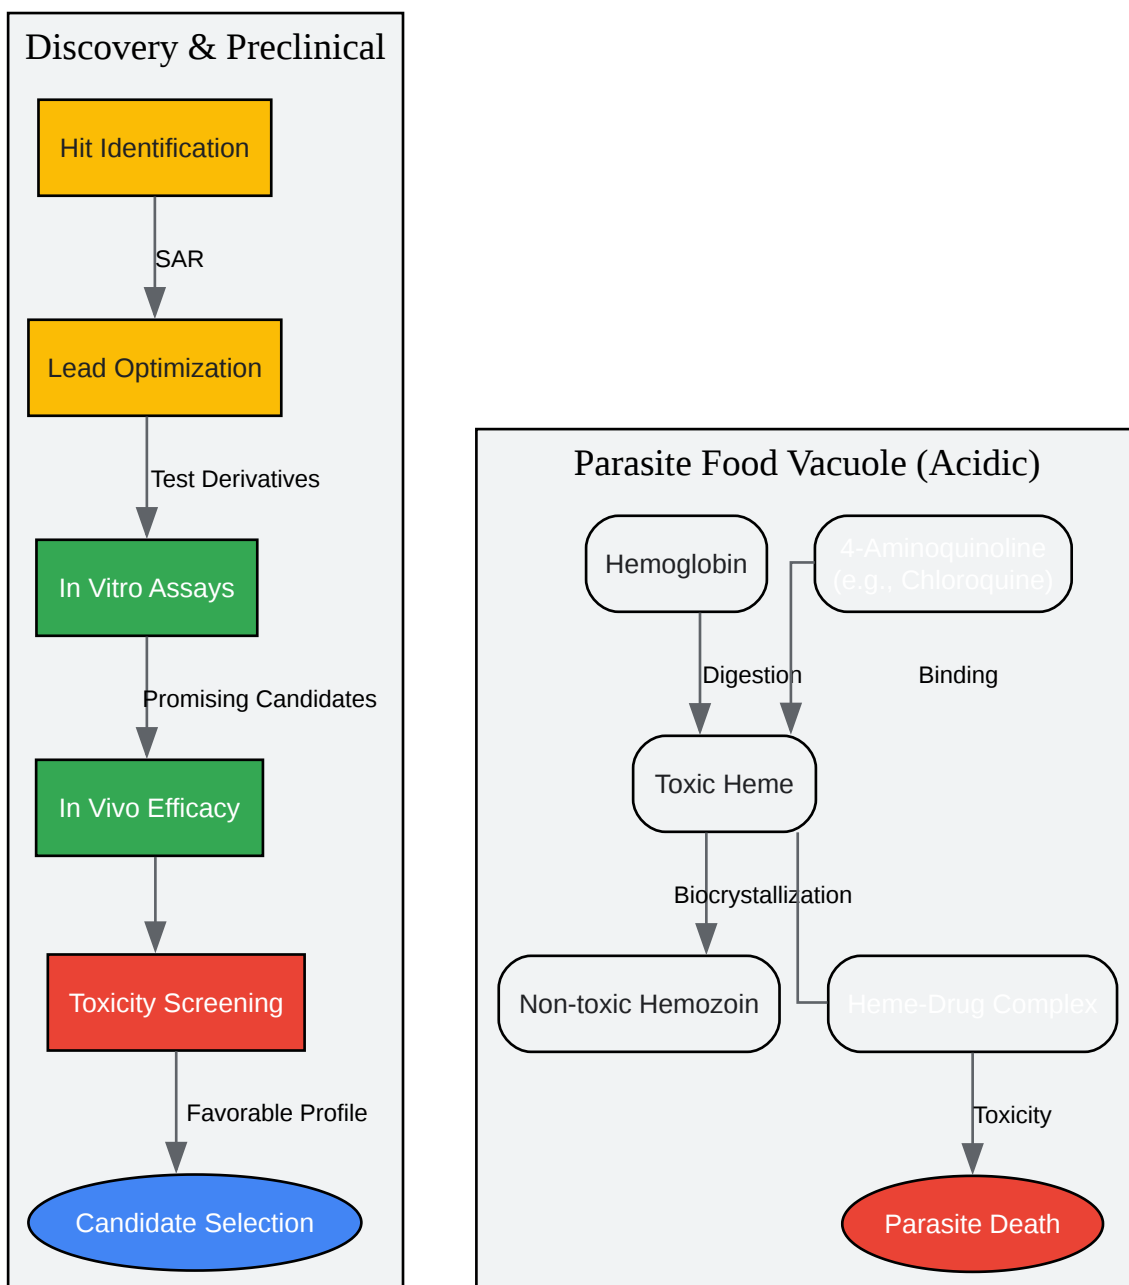 Discovery & Preclinical
Hit Identification
SAR
Lead Optimization
Test Derivatives
In Vitro Assays
Promising Candidates
In Vivo Efficacy
Toxicity Screening
Favorable Profile
Candidate Selection
Parasite Food Vacuole (Acidic)
Hemoglobin
4-Aminoquinoline
(e.g., Chloroquine)
Digestion
Binding
Toxic Heme
Biocrystallization
Non-toxic Hemozoin
Heme-Drug Complex
Toxicity
Parasite Death